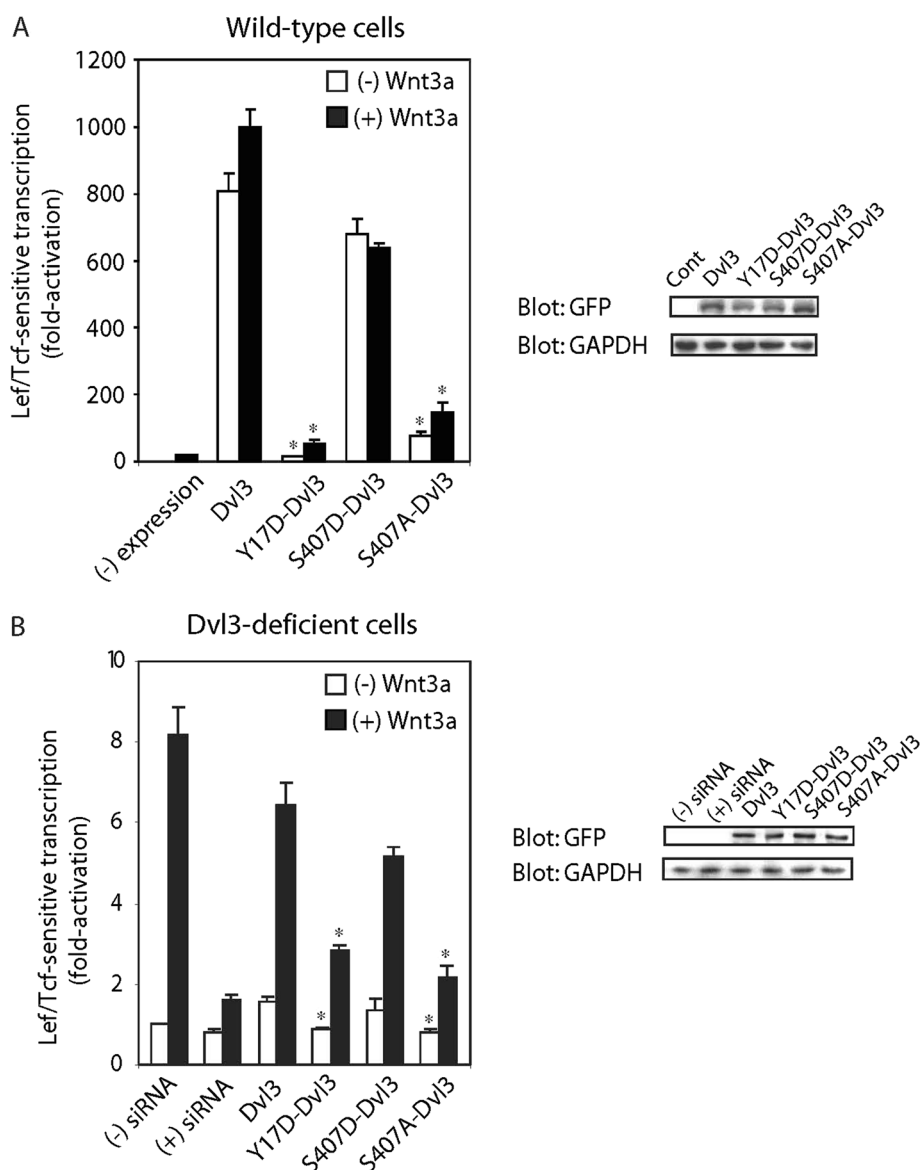 A
Wild-type cells
Lef/Tcf-sensitive transcription
(fold-activation)
1200
1000
800
600
400
200
0
(-) Wnt3a
(+) Wnt3a
*
*
*
*
(-) expression
Dvl3
Y17D-Dvl3
S407D-Dvl3
S407A-Dvl3
Cont
Dvl3
Y17D-Dvl3
S407D-Dvl3
S407A-Dvl3
Blot: GFP
Blot: GAPDH
B
Dvl3-deficient cells
Lef/Tcf-sensitive transcription
(fold-activation)
10
8
6
4
2
0
(-) Wnt3a
(+) Wnt3a
*
*
*
*
(-) siRNA
(+) siRNA
Dvl3
Y17D-Dvl3
S407D-Dvl3
S407A-Dvl3
(-) siRNA
(+) siRNA
Dvl3
Y17D-Dvl3
S407D-Dvl3
S407A-Dvl3
Blot: GFP
Blot: GAPDH